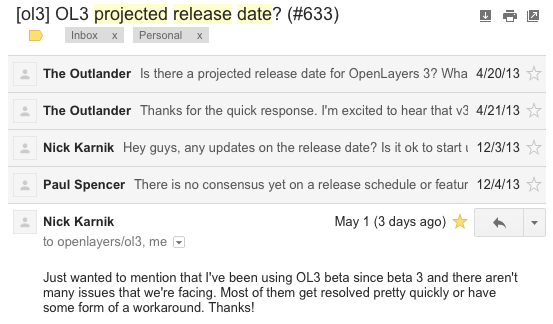 [ol3] OL3 projected release date? (#633)
Inbox x Personal x
The Outlander Is there a projected release date for OpenLayers 3? Wha 4/20/13
The Outlander Thanks for the quick response. I'm excited to hear that v3 4/21/13
Nick Karnik Hey guys, any updates on the release date? Is it ok to start 12/3/13
Paul Spencer There is no consensus yet on a release schedule or featur 12/4/13
Nick Karnik May 1 (3 days ago)
to openlayers/ol3, me
Just wanted to mention that I've been using OL3 beta since beta 3 and there aren't
many issues that we're facing. Most of them get resolved pretty quickly or have
some form of a workaround. Thanks!